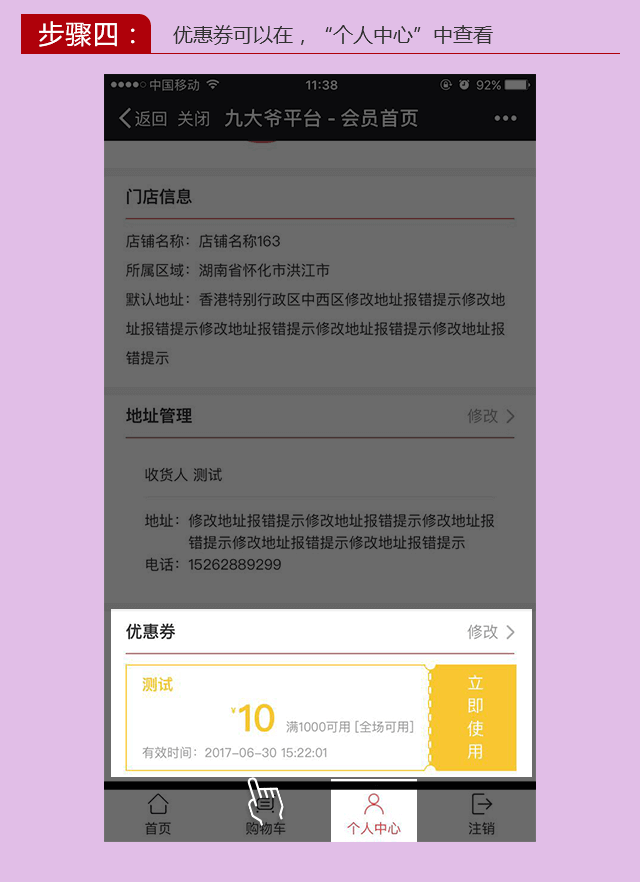 步骤四：
优惠券可以在，“个人中心”中查看
中国移动 11:38 92%
返回 关闭 九大爷平台 - 会员首页
门店信息
店铺名称：店铺名称163
所属区域：湖南省怀化市洪江市
默认地址：香港特别行政区中西区修改地址报错提示修改地
址报错提示修改地址报错提示修改地址报错提示修改地址报
错提示
地址管理 修改
收货人 测试
地址：修改地址报错提示修改地址报错提示修改地址报
错提示修改地址报错提示修改地址报错提示
电话：15262889299
优惠券 修改
测试
¥10 满1000可用 [全场可用]
有效时间：2017-06-30 15:22:01
立即使用
首页 购物车 个人中心 注销